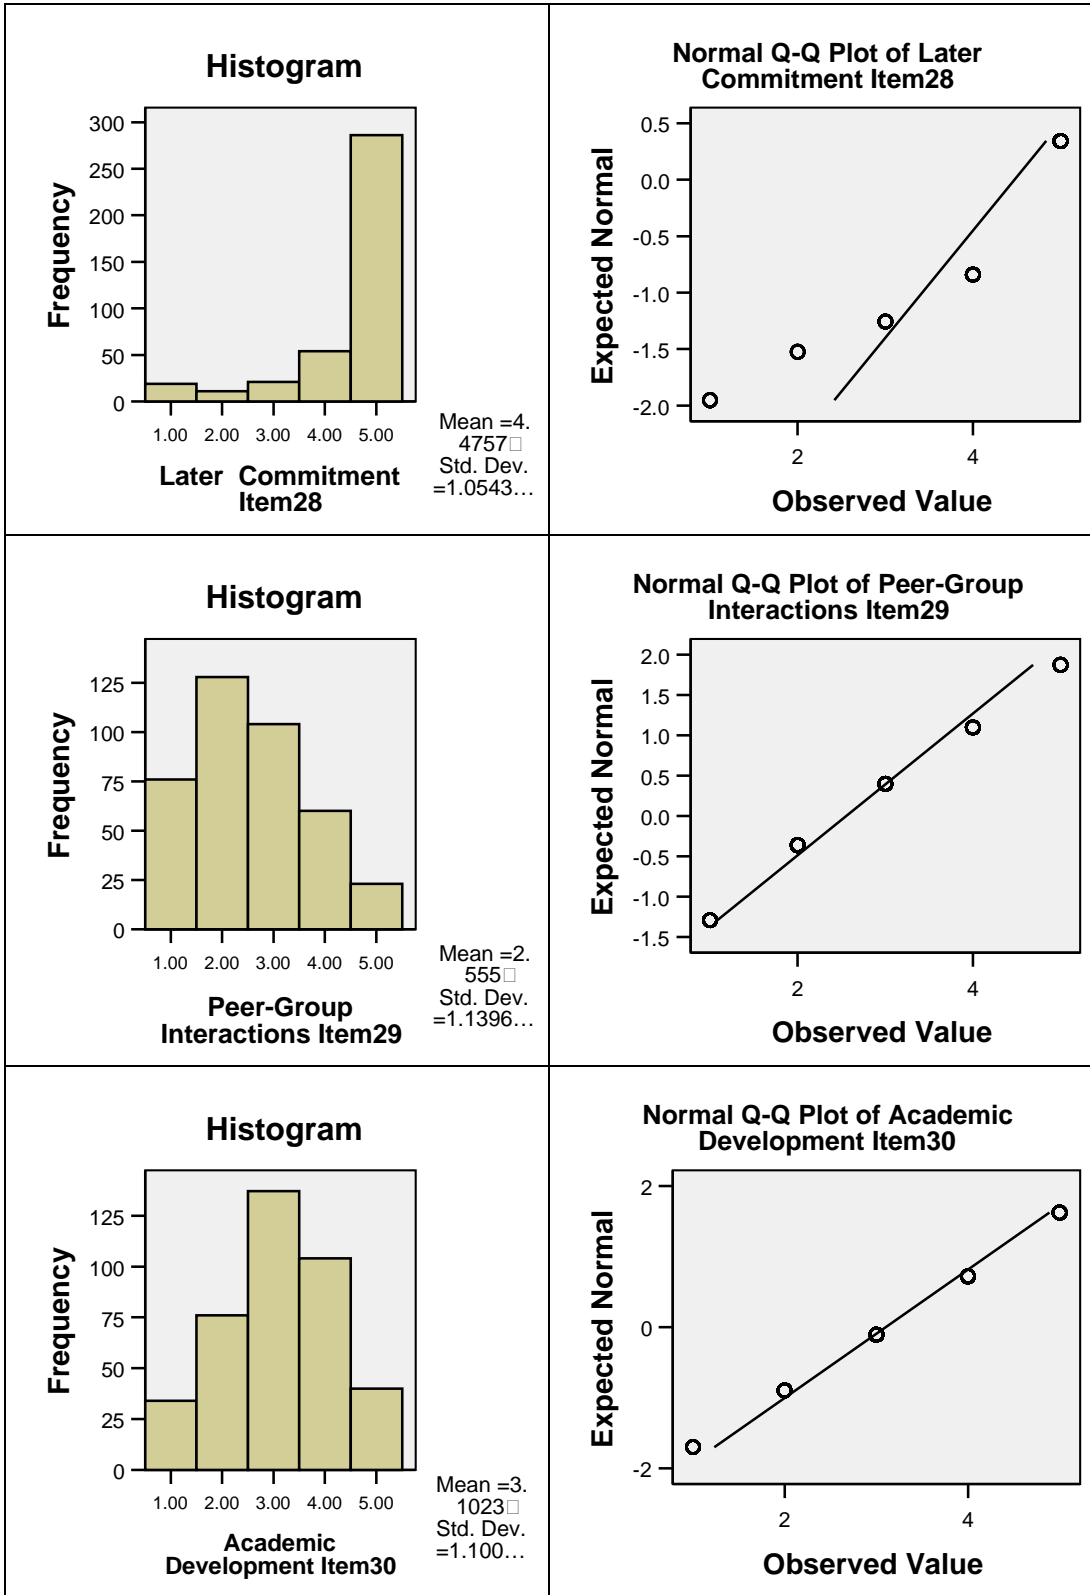 Histogram
Frequency
300
250
200
150
100
50
0
1.00 2.00 3.00 4.00 5.00
Later Commitment
Item28
Mean =4.
4757□
Std. Dev.
=1.0543…
Normal Q-Q Plot of Later
Commitment Item28
Expected Normal
0.5
0.0
-0.5
-1.0
-1.5
-2.0
2 4
Observed Value
Histogram
Frequency
125
100
75
50
25
0
1.00 2.00 3.00 4.00 5.00
Peer-Group
Interactions Item29
Mean =2.
555□
Std. Dev.
=1.1396…
Normal Q-Q Plot of Peer-Group
Interactions Item29
Expected Normal
2.0
1.5
1.0
0.5
0.0
-0.5
-1.0
-1.5
2 4
Observed Value
Histogram
Frequency
125
100
75
50
25
0
1.00 2.00 3.00 4.00 5.00
Academic
Development Item30
Mean =3.
1023□
Std. Dev.
=1.100…
Normal Q-Q Plot of Academic
Development Item30
Expected Normal
2
0
-2
2 4
Observed Value